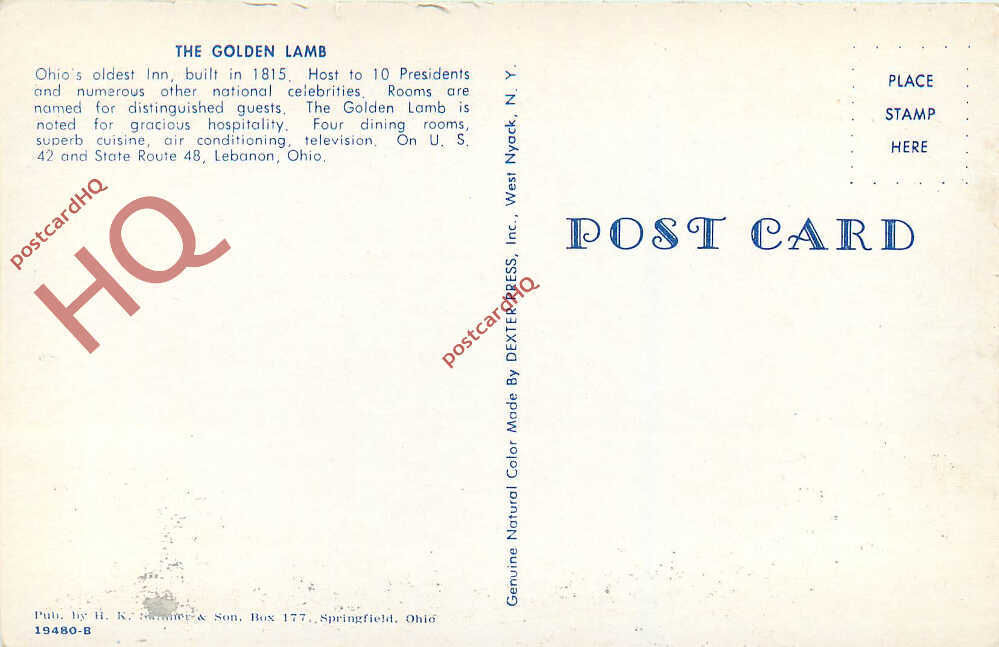 THE GOLDEN LAMB
Ohio's oldest Inn, built in 1815. Host to 10 Presidents
and numerous other national celebrities. Rooms are
named for distinguished guests. The Golden Lamb is
noted for gracious hospitality. Four dining rooms,
superb cuisine, air conditioning, television. On U. S.
42 and State Route 48, Lebanon, Ohio.
Pub. by H. K. & Son, Box 177, Springfield, Ohio
19480-B
Genuine Natural Color Made By DEXTER PRESS, Inc., West Nyack, N. Y.
PLACE
STAMP
HERE
POST CARD
postcardHQ
HQ
postcardHQ